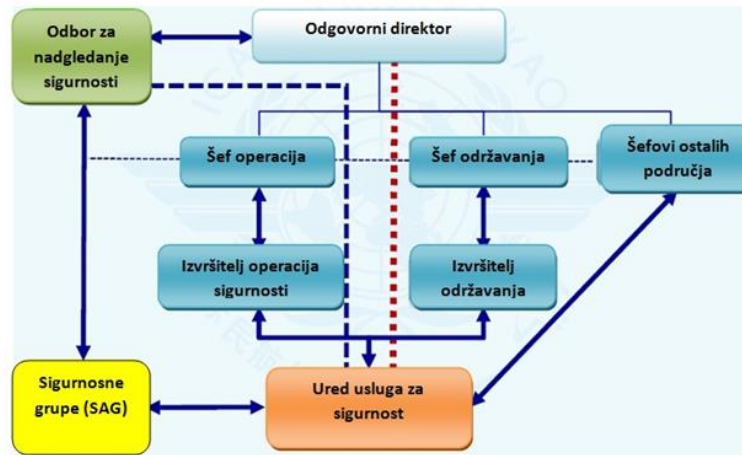 Odbor za
nadgledanje
sigurnosti
Odgovorni direktor
Šef operacija
Šef održavanja
Šefovi ostalih
područja
Izvršitelj operacija
sigurnosti
Izvršitelj
održavanja
Sigurnosne
grupe (SAG)
Ured usluga za
sigurnost